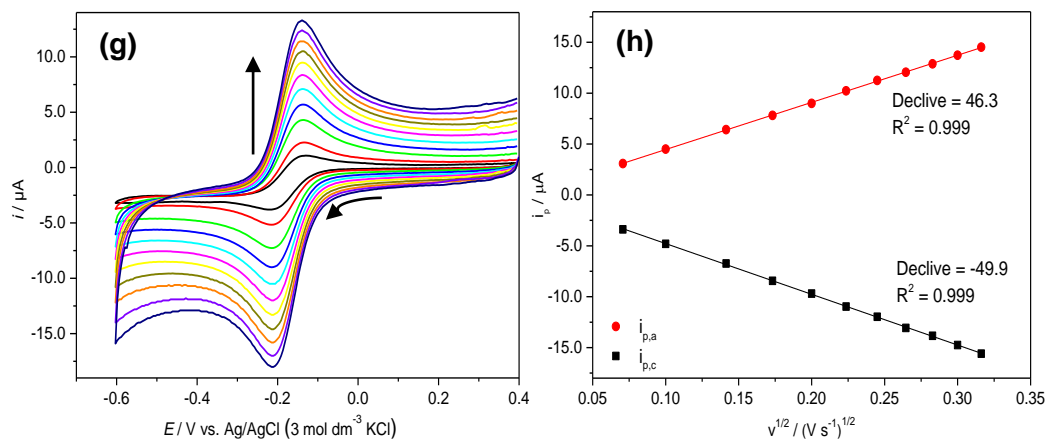 (g)
10.0
5.0
0.0
-5.0
-10.0
-15.0
i / µA
-0.6 -0.4 -0.2 0.0 0.2 0.4
E / V vs. Ag/AgCl (3 mol dm⁻³ KCl)
(h)
15.0
10.0
5.0
0.0
-5.0
-10.0
-15.0
iₚ / µA
Declive = 46.3
R² = 0.999
Declive = -49.9
R² = 0.999
i_p,a
i_p,c
0.05 0.10 0.15 0.20 0.25 0.30 0.35
v^1/2 / (V s⁻¹)^1/2